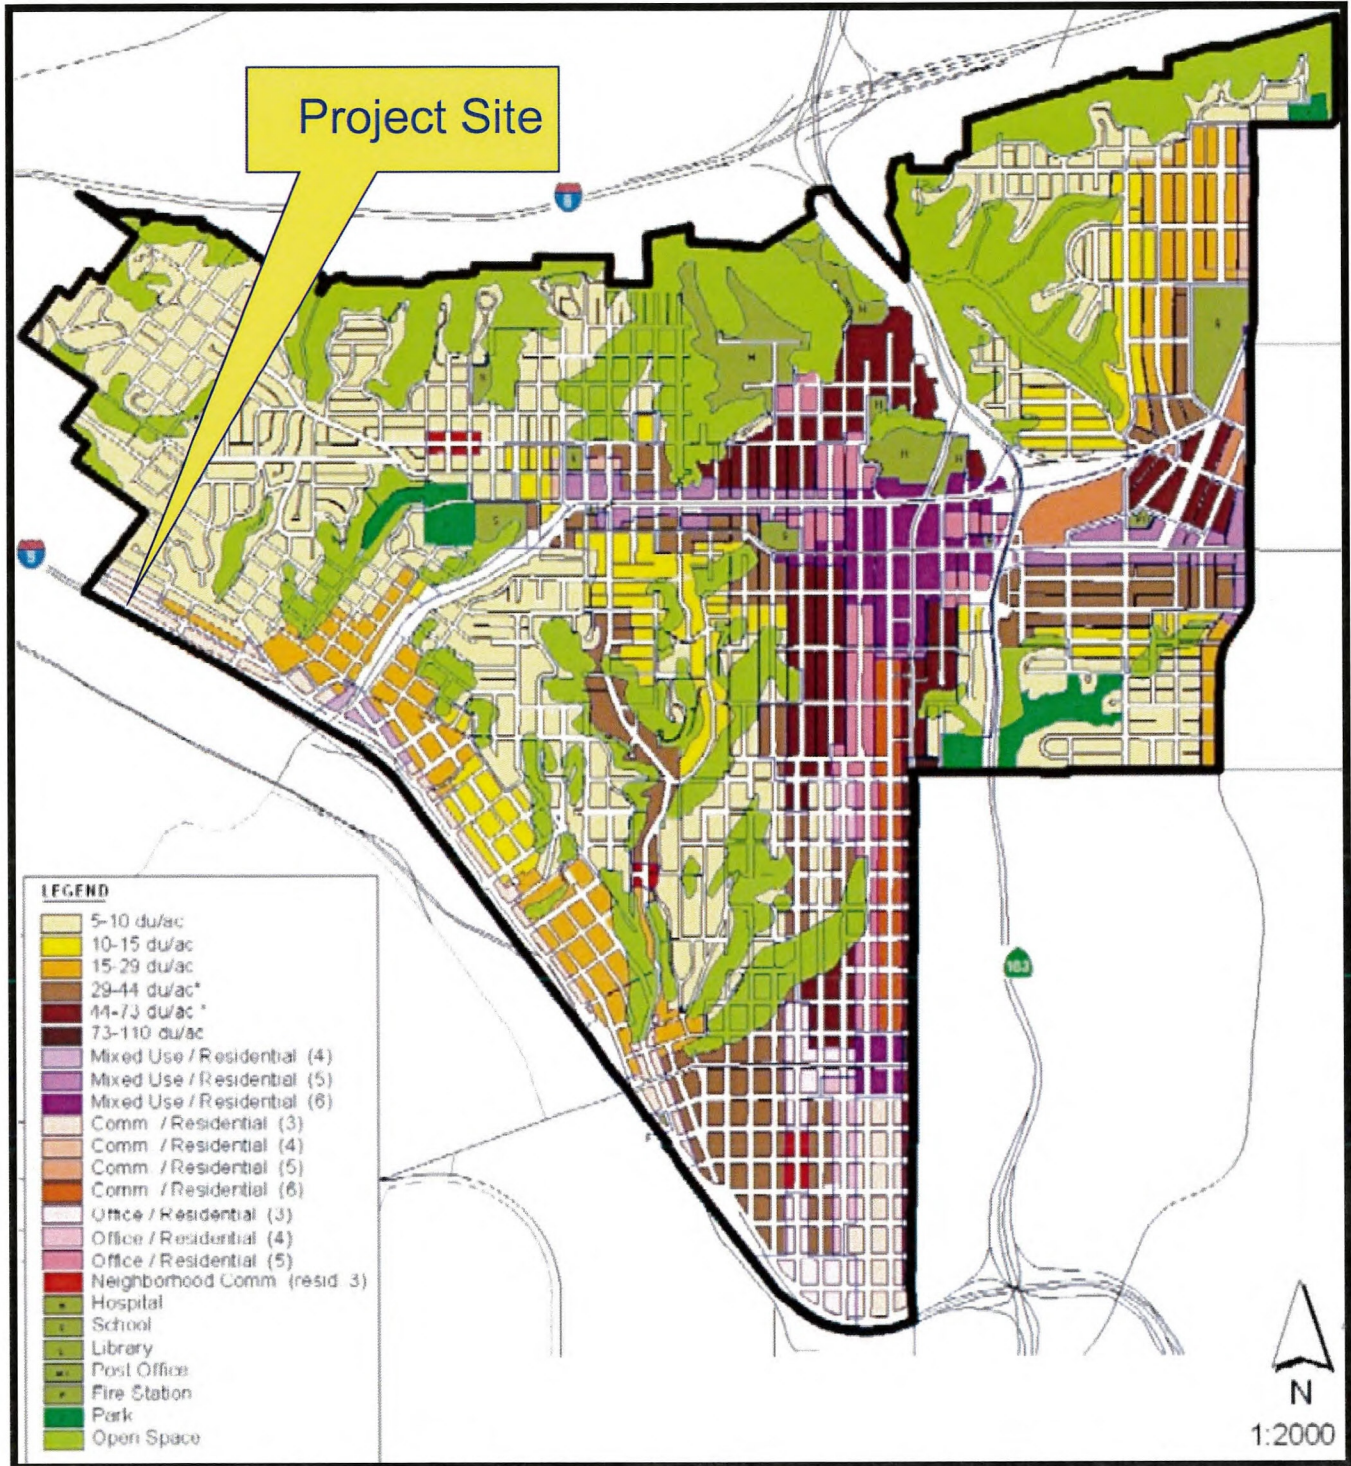 Project Site
8
5
163
LEGEND
5-10 du/ac
10-15 du/ac
15-29 du/ac
29-44 du/ac*
44-73 du/ac *
73-110 du/ac
Mixed Use / Residential (4)
Mixed Use / Residential (5)
Mixed Use / Residential (6)
Comm / Residential (3)
Comm / Residential (4)
Comm / Residential (5)
Comm / Residential (6)
Office / Residential (3)
Office / Residential (4)
Office / Residential (5)
Neighborhood Comm (resid 3)
Hospital
School
Library
Post Office
Fire Station
Park
Open Space
N
1:2000